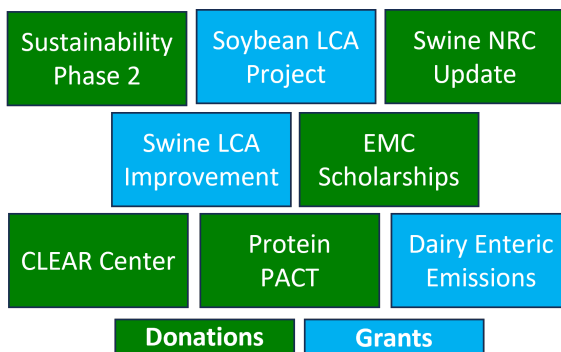 Sustainability
Phase 2
Soybean LCA
Project
Swine NRC
Update
Swine LCA
Improvement
EMC
Scholarships
CLEAR Center
Protein
PACT
Dairy Enteric
Emissions
Donations
Grants